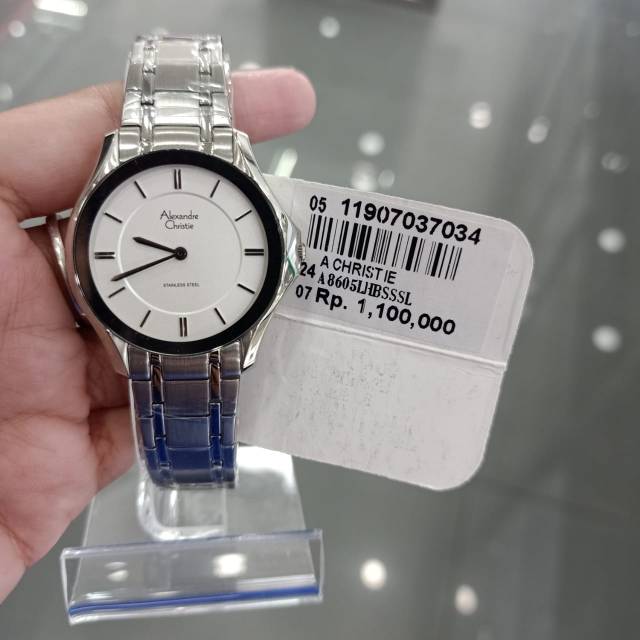 Alexandre
Christie
STAINLESS STEEL
05 11907037034
A CHRISTIE
24 A8605LHBSSSL
07 Rp. 1,100,000